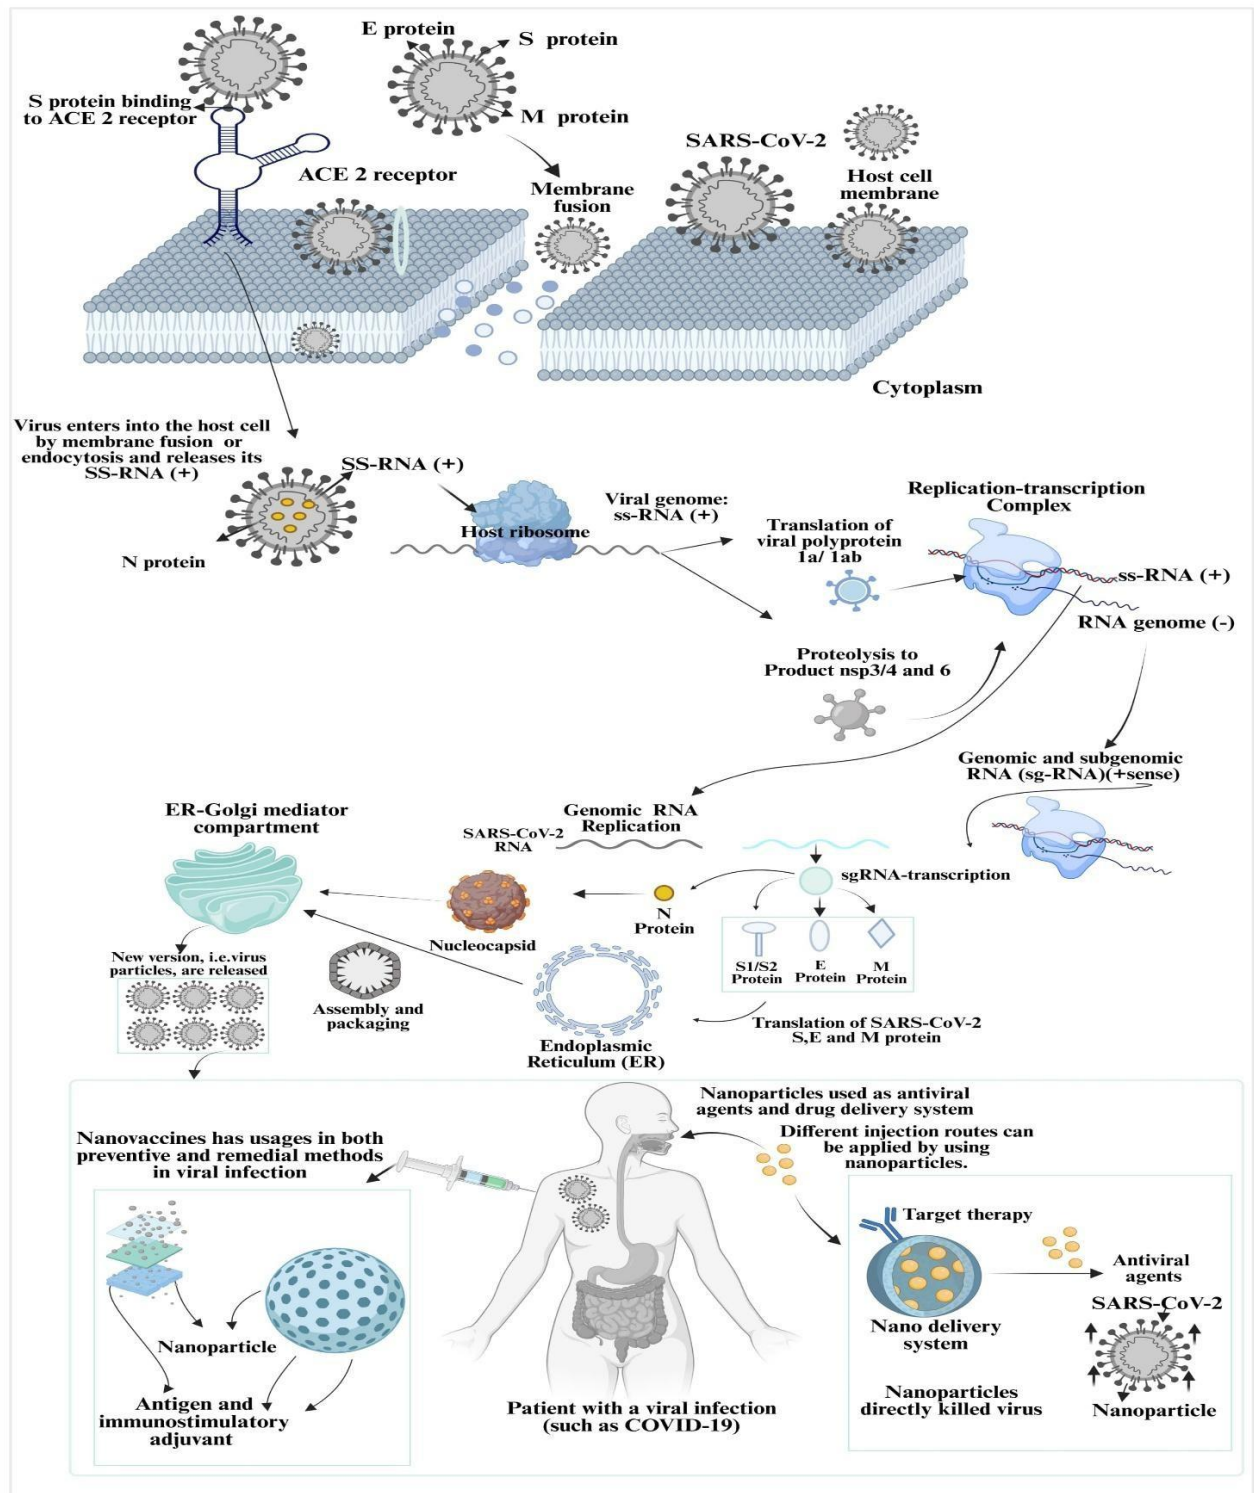 E protein
S protein
S protein binding
to ACE 2 receptor
M protein
SARS-CoV-2
ACE 2 receptor
Membrane
fusion
Host cell
membrane
Cytoplasm
Virus enters into the host cell
by membrane fusion or
endocytosis and releases its
SS-RNA (+)
SS-RNA (+)
N protein
Host ribosome
Viral genome:
ss-RNA (+)
Translation of
viral polyprotein
1a/ 1ab
Replication-transcription
Complex
ss-RNA (+)
RNA genome (-)
Proteolysis to
Product nsp3/4 and 6
Genomic and subgenomic
RNA (sg-RNA)(+sense)
ER-Golgi mediator
compartment
SARS-CoV-2
RNA
Genomic RNA
Replication
sgRNA-transcription
N
Protein
Nucleocapsid
S1/S2
Protein
E
Protein
M
Protein
New version, i.e.virus
particles, are released
Assembly and
packaging
Endoplasmic
Reticulum (ER)
Translation of SARS-CoV-2
S,E and M protein
Nanoparticles used as antiviral
agents and drug delivery system
Different injection routes can
be applied by using
nanoparticles.
Nanovaccines has usages in both
preventive and remedial methods
in viral infection
Nanoparticle
Antigen and
immunostimulatory
adjuvant
Patient with a viral infection
(such as COVID-19)
Target therapy
Antiviral
agents
Nano delivery
system
SARS-CoV-2
Nanoparticles
directly killed virus
Nanoparticle